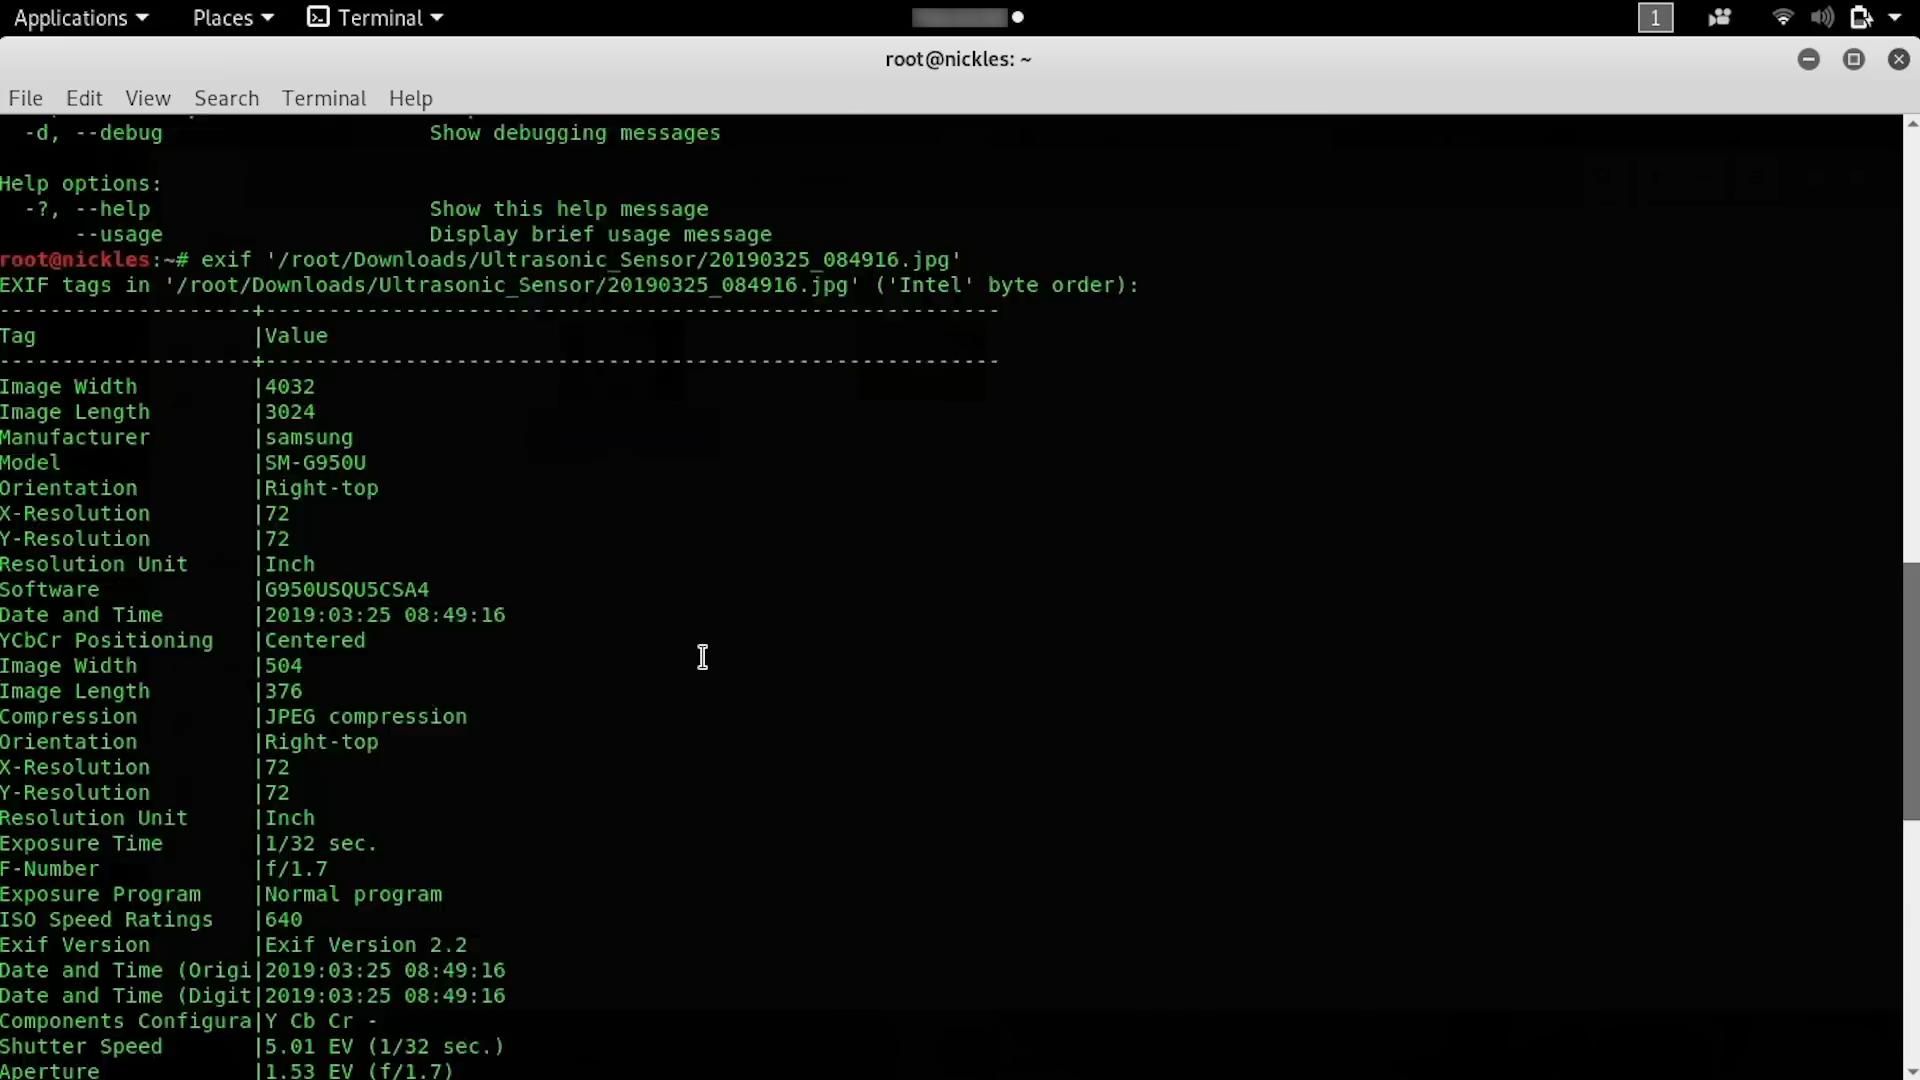 Applications Places Terminal 1
root@nickles: ~
File Edit View Search Terminal Help
-d, --debug Show debugging messages
Help options:
-?, --help Show this help message
--usage Display brief usage message
root@nickles:~# exif '/root/Downloads/Ultrasonic_Sensor/20190325_084916.jpg'
EXIF tags in '/root/Downloads/Ultrasonic_Sensor/20190325_084916.jpg' ('Intel' byte order):
--------------------+----------------------------------------------------------
Tag |Value
--------------------+----------------------------------------------------------
Image Width |4032
Image Length |3024
Manufacturer |samsung
Model |SM-G950U
Orientation |Right-top
X-Resolution |72
Y-Resolution |72
Resolution Unit |Inch
Software |G950USQU5CSA4
Date and Time |2019:03:25 08:49:16
YCbCr Positioning |Centered
Image Width |504
Image Length |376
Compression |JPEG compression
Orientation |Right-top
X-Resolution |72
Y-Resolution |72
Resolution Unit |Inch
Exposure Time |1/32 sec.
F-Number |f/1.7
Exposure Program |Normal program
ISO Speed Ratings |640
Exif Version |Exif Version 2.2
Date and Time (Origi|2019:03:25 08:49:16
Date and Time (Digit|2019:03:25 08:49:16
Components Configura|Y Cb Cr -
Shutter Speed |5.01 EV (1/32 sec.)
Aperture |1.53 EV (f/1.7)